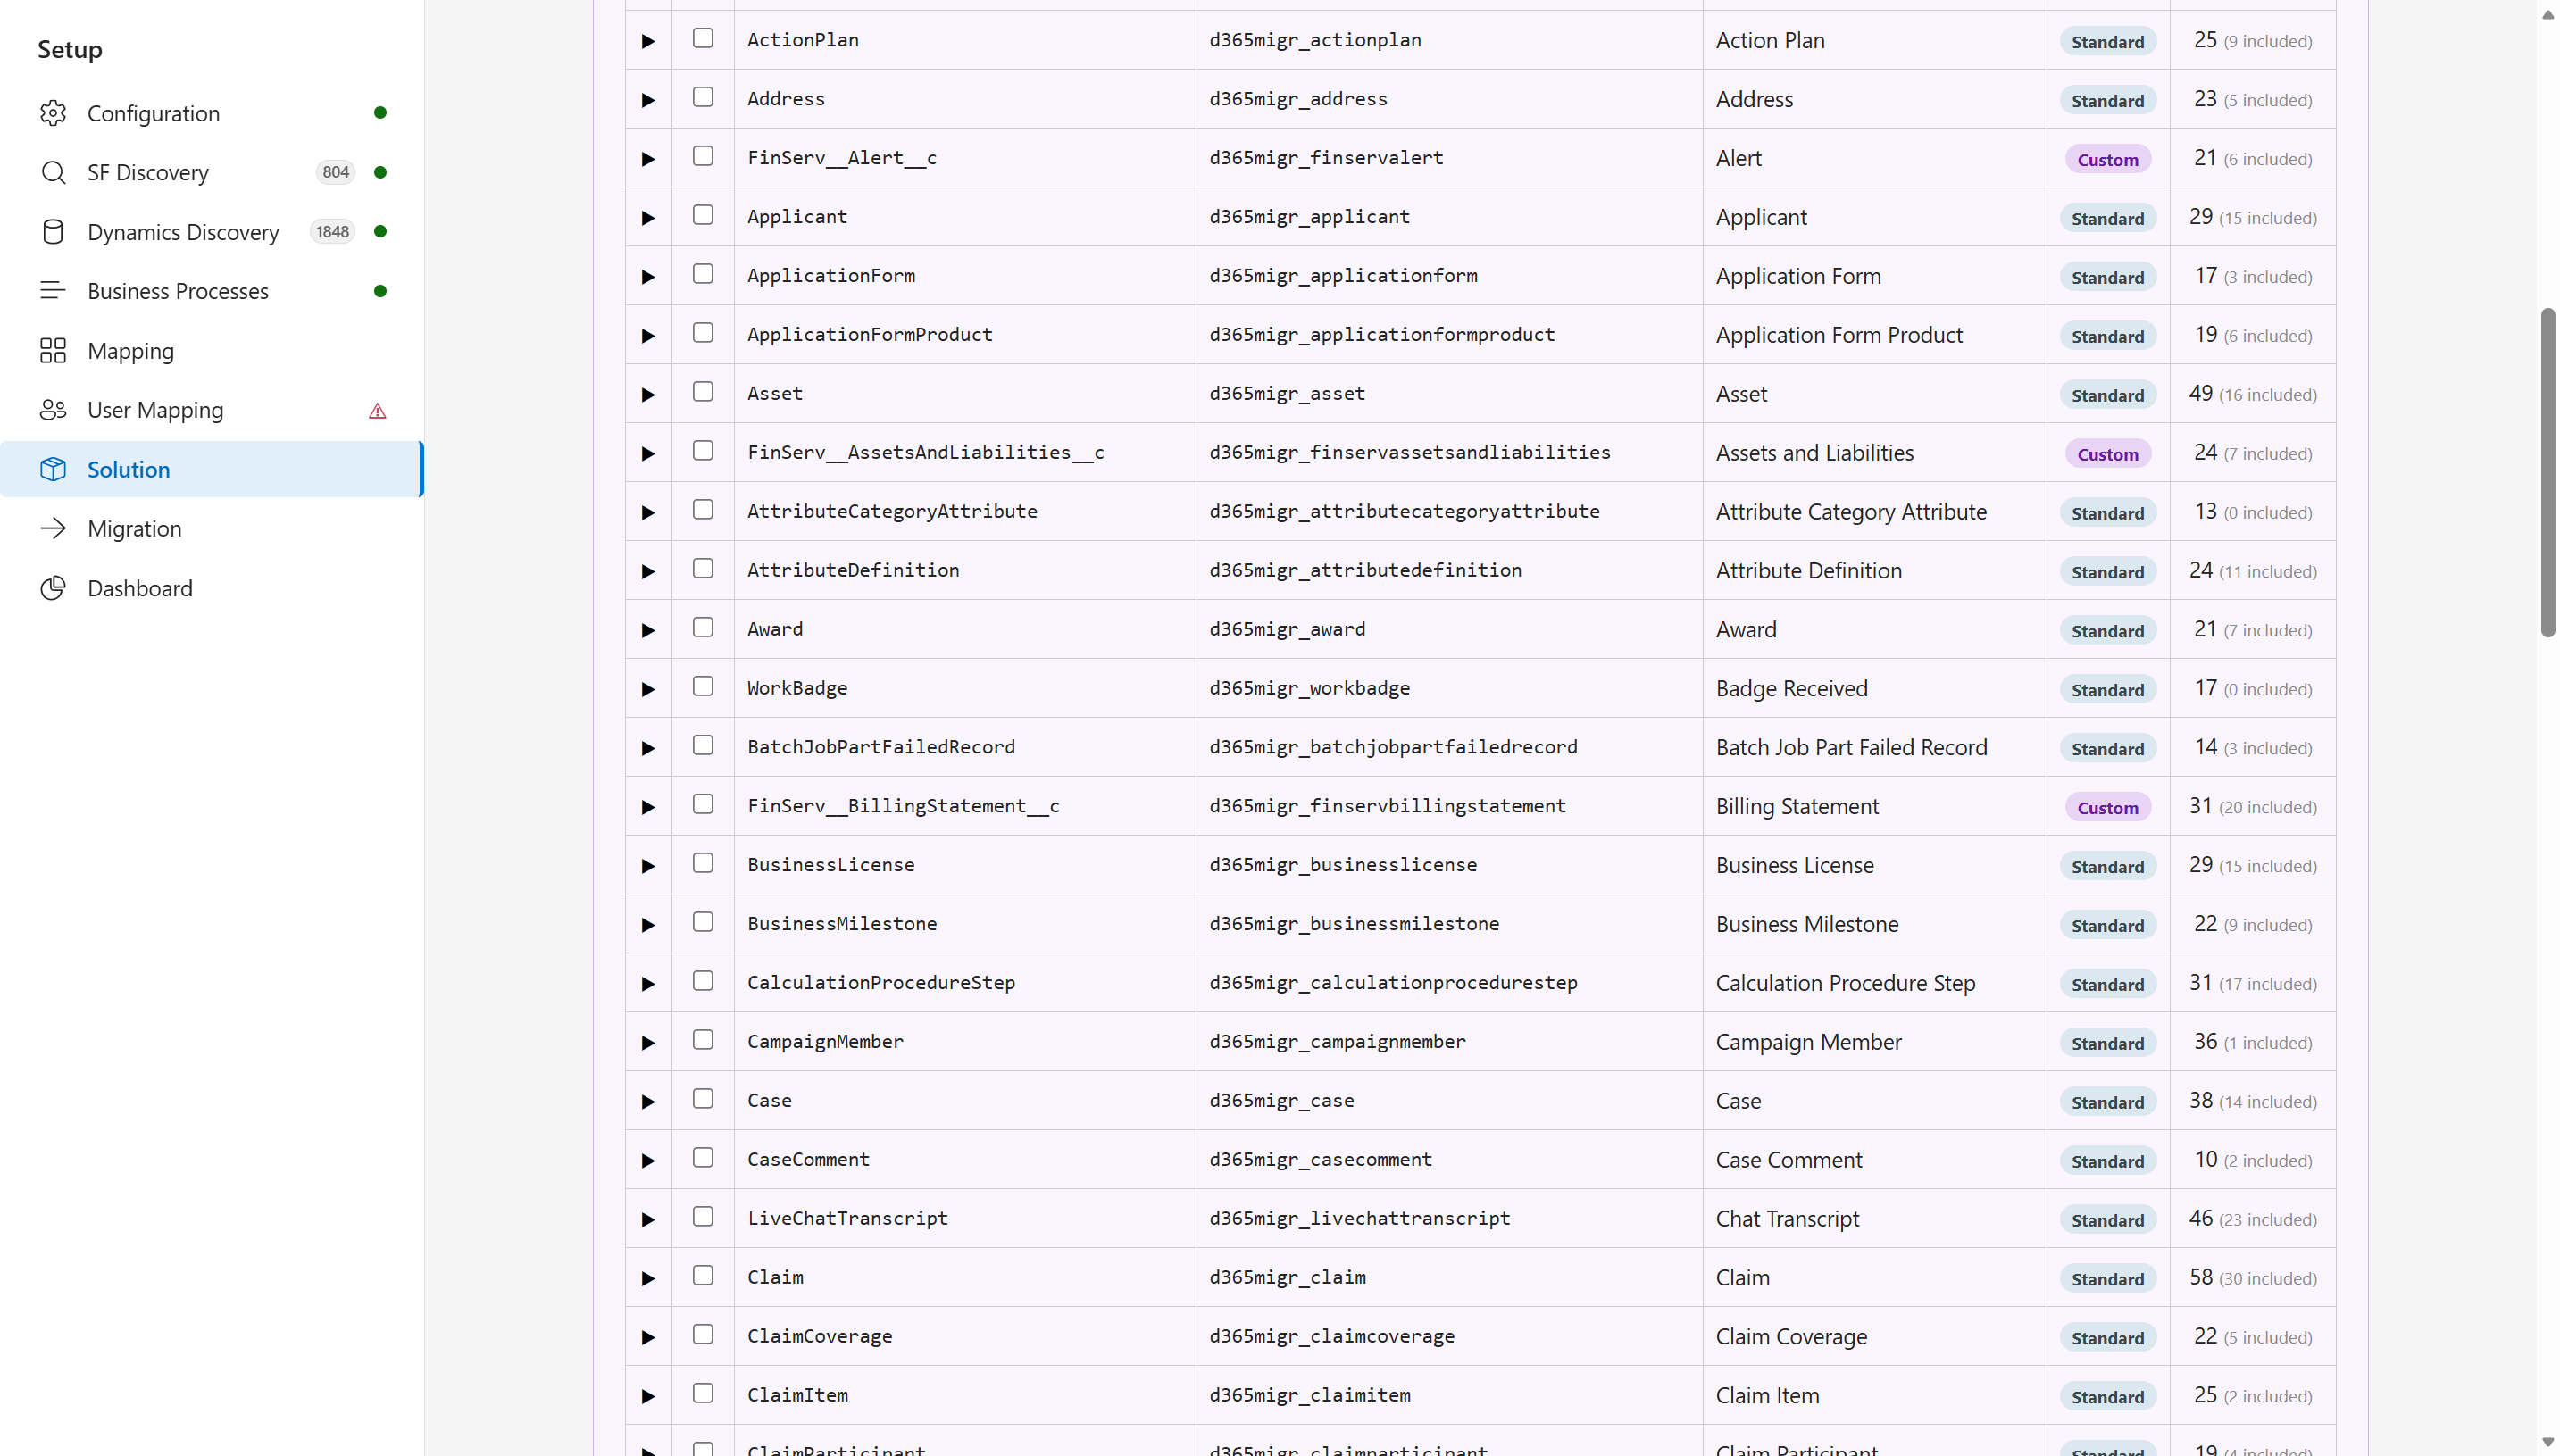 Setup
Configuration
SF Discovery 804
Dynamics Discovery 1848
Business Processes
Mapping
User Mapping
Solution
Migration
Dashboard
ActionPlan d365migr_actionplan Action Plan Standard 25 (9 included)
Address d365migr_address Address Standard 23 (5 included)
FinServ__Alert__c d365migr_finservalert Alert Custom 21 (6 included)
Applicant d365migr_applicant Applicant Standard 29 (15 included)
ApplicationForm d365migr_applicationform Application Form Standard 17 (3 included)
ApplicationFormProduct d365migr_applicationformproduct Application Form Product Standard 19 (6 included)
Asset d365migr_asset Asset Standard 49 (16 included)
FinServ__AssetsAndLiabilities__c d365migr_finservassetsandliabilities Assets and Liabilities Custom 24 (7 included)
AttributeCategoryAttribute d365migr_attributecategoryattribute Attribute Category Attribute Standard 13 (0 included)
AttributeDefinition d365migr_attributedefinition Attribute Definition Standard 24 (11 included)
Award d365migr_award Award Standard 21 (7 included)
WorkBadge d365migr_workbadge Badge Received Standard 17 (0 included)
BatchJobPartFailedRecord d365migr_batchjobpartfailedrecord Batch Job Part Failed Record Standard 14 (3 included)
FinServ__BillingStatement__c d365migr_finservbillingstatement Billing Statement Custom 31 (20 included)
BusinessLicense d365migr_businesslicense Business License Standard 29 (15 included)
BusinessMilestone d365migr_businessmilestone Business Milestone Standard 22 (9 included)
CalculationProcedureStep d365migr_calculationprocedurestep Calculation Procedure Step Standard 31 (17 included)
CampaignMember d365migr_campaignmember Campaign Member Standard 36 (1 included)
Case d365migr_case Case Standard 38 (14 included)
CaseComment d365migr_casecomment Case Comment Standard 10 (2 included)
LiveChatTranscript d365migr_livechattranscript Chat Transcript Standard 46 (23 included)
Claim d365migr_claim Claim Standard 58 (30 included)
ClaimCoverage d365migr_claimcoverage Claim Coverage Standard 22 (5 included)
ClaimItem d365migr_claimitem Claim Item Standard 25 (2 included)
ClaimParticipant d365migr_claimparticipant Claim Participant Standard 19 (4 included)